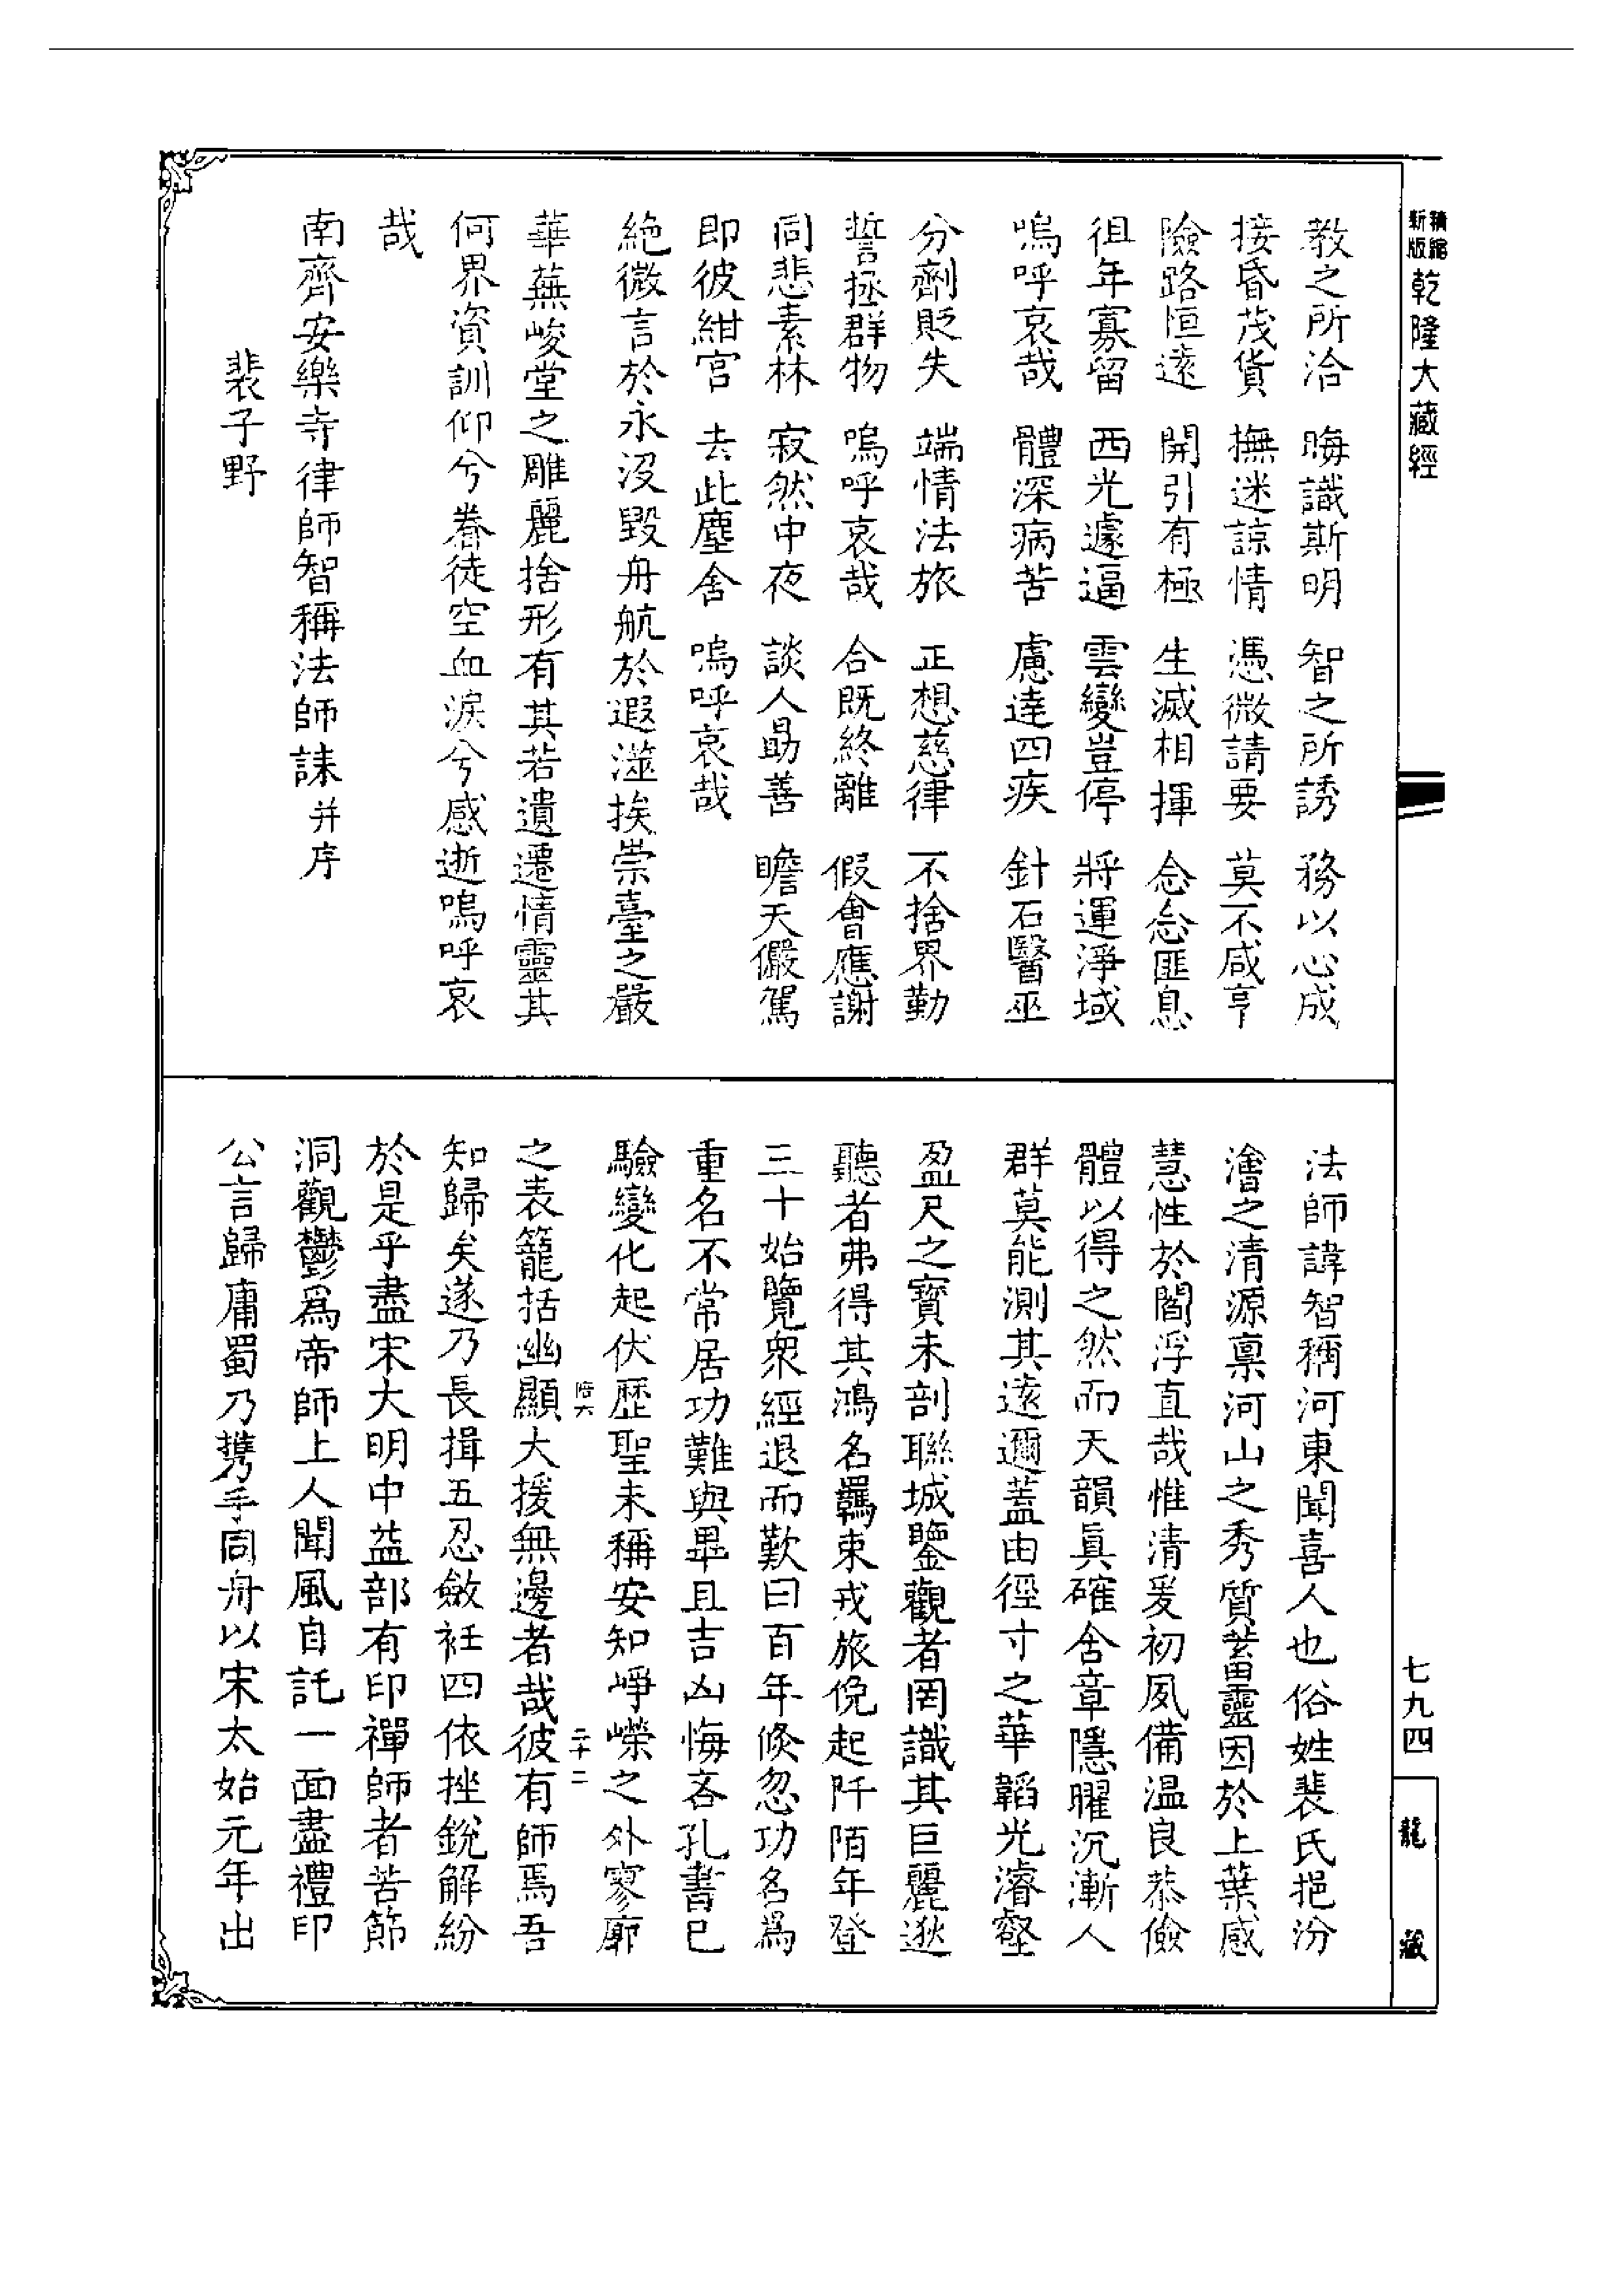 精縮新版乾隆大藏經
教之所洽 晦識斯明 智之所誘 務以心成
接昏茂貨 撫迷諒情 憑微請要 莫不咸亨
險路恒遠 開引有極 生滅相揮 念念匪息
徂年寡留 西光遽逼 雲變豈停 將運淨域
嗚呼哀哉 體深病苦 慮達四疾 針石醫巫
分劑貶失 端情法旅 正想慈律 不捨界勤
誓拯群物 嗚呼哀哉 合既終離 假會應謝
同悲素林 寂然中夜 談人勗善 瞻天儼駕
即彼紺宮 去此塵舍 嗚呼哀哉
絶微言於永沒毀舟航於遐澨挨崇臺之嚴
華蕪峻堂之雕麗捨形有其若遺遷情靈其
何界資訓仰兮眷徒空血淚兮感逝嗚呼哀
哉
南齊安樂寺律師智稱法師誄并序
裴子野
法師諱智稱河東聞喜人也俗姓裴氏挹汾
澮之清源稟河山之秀質蓄靈因於上葉感
慧性於閻浮直哉惟清爰初夙備温良恭儉
體以得之然而天韻眞確含章隱曜沉漸人
群莫能測其遠邇蓋由徑寸之華韜光濬壑
盈尺之寳未剖聯城鑒觀者罔識其巨麗逖
聽者弗得其鴻名羈束戎旅俛起阡陌年登
三十始覽衆經退而歎曰百年倏忽功名爲
重名不常居功難與畢且吉凶悔吝孔書已
驗變化起伏歷聖未稱安知崢嶸之外寥廓
之表籠括幽顯大援無邊者哉彼有師焉吾
二十二
知歸矣遂乃長揖五忍斂衽四依挫銳解紛
於是乎盡宋大明中益部有印禪師者苦節
洞觀鬱爲帝師上人聞風自託一面盡禮印
公言歸庸蜀乃携手同舟以宋太始元年出
七九四
龍藏